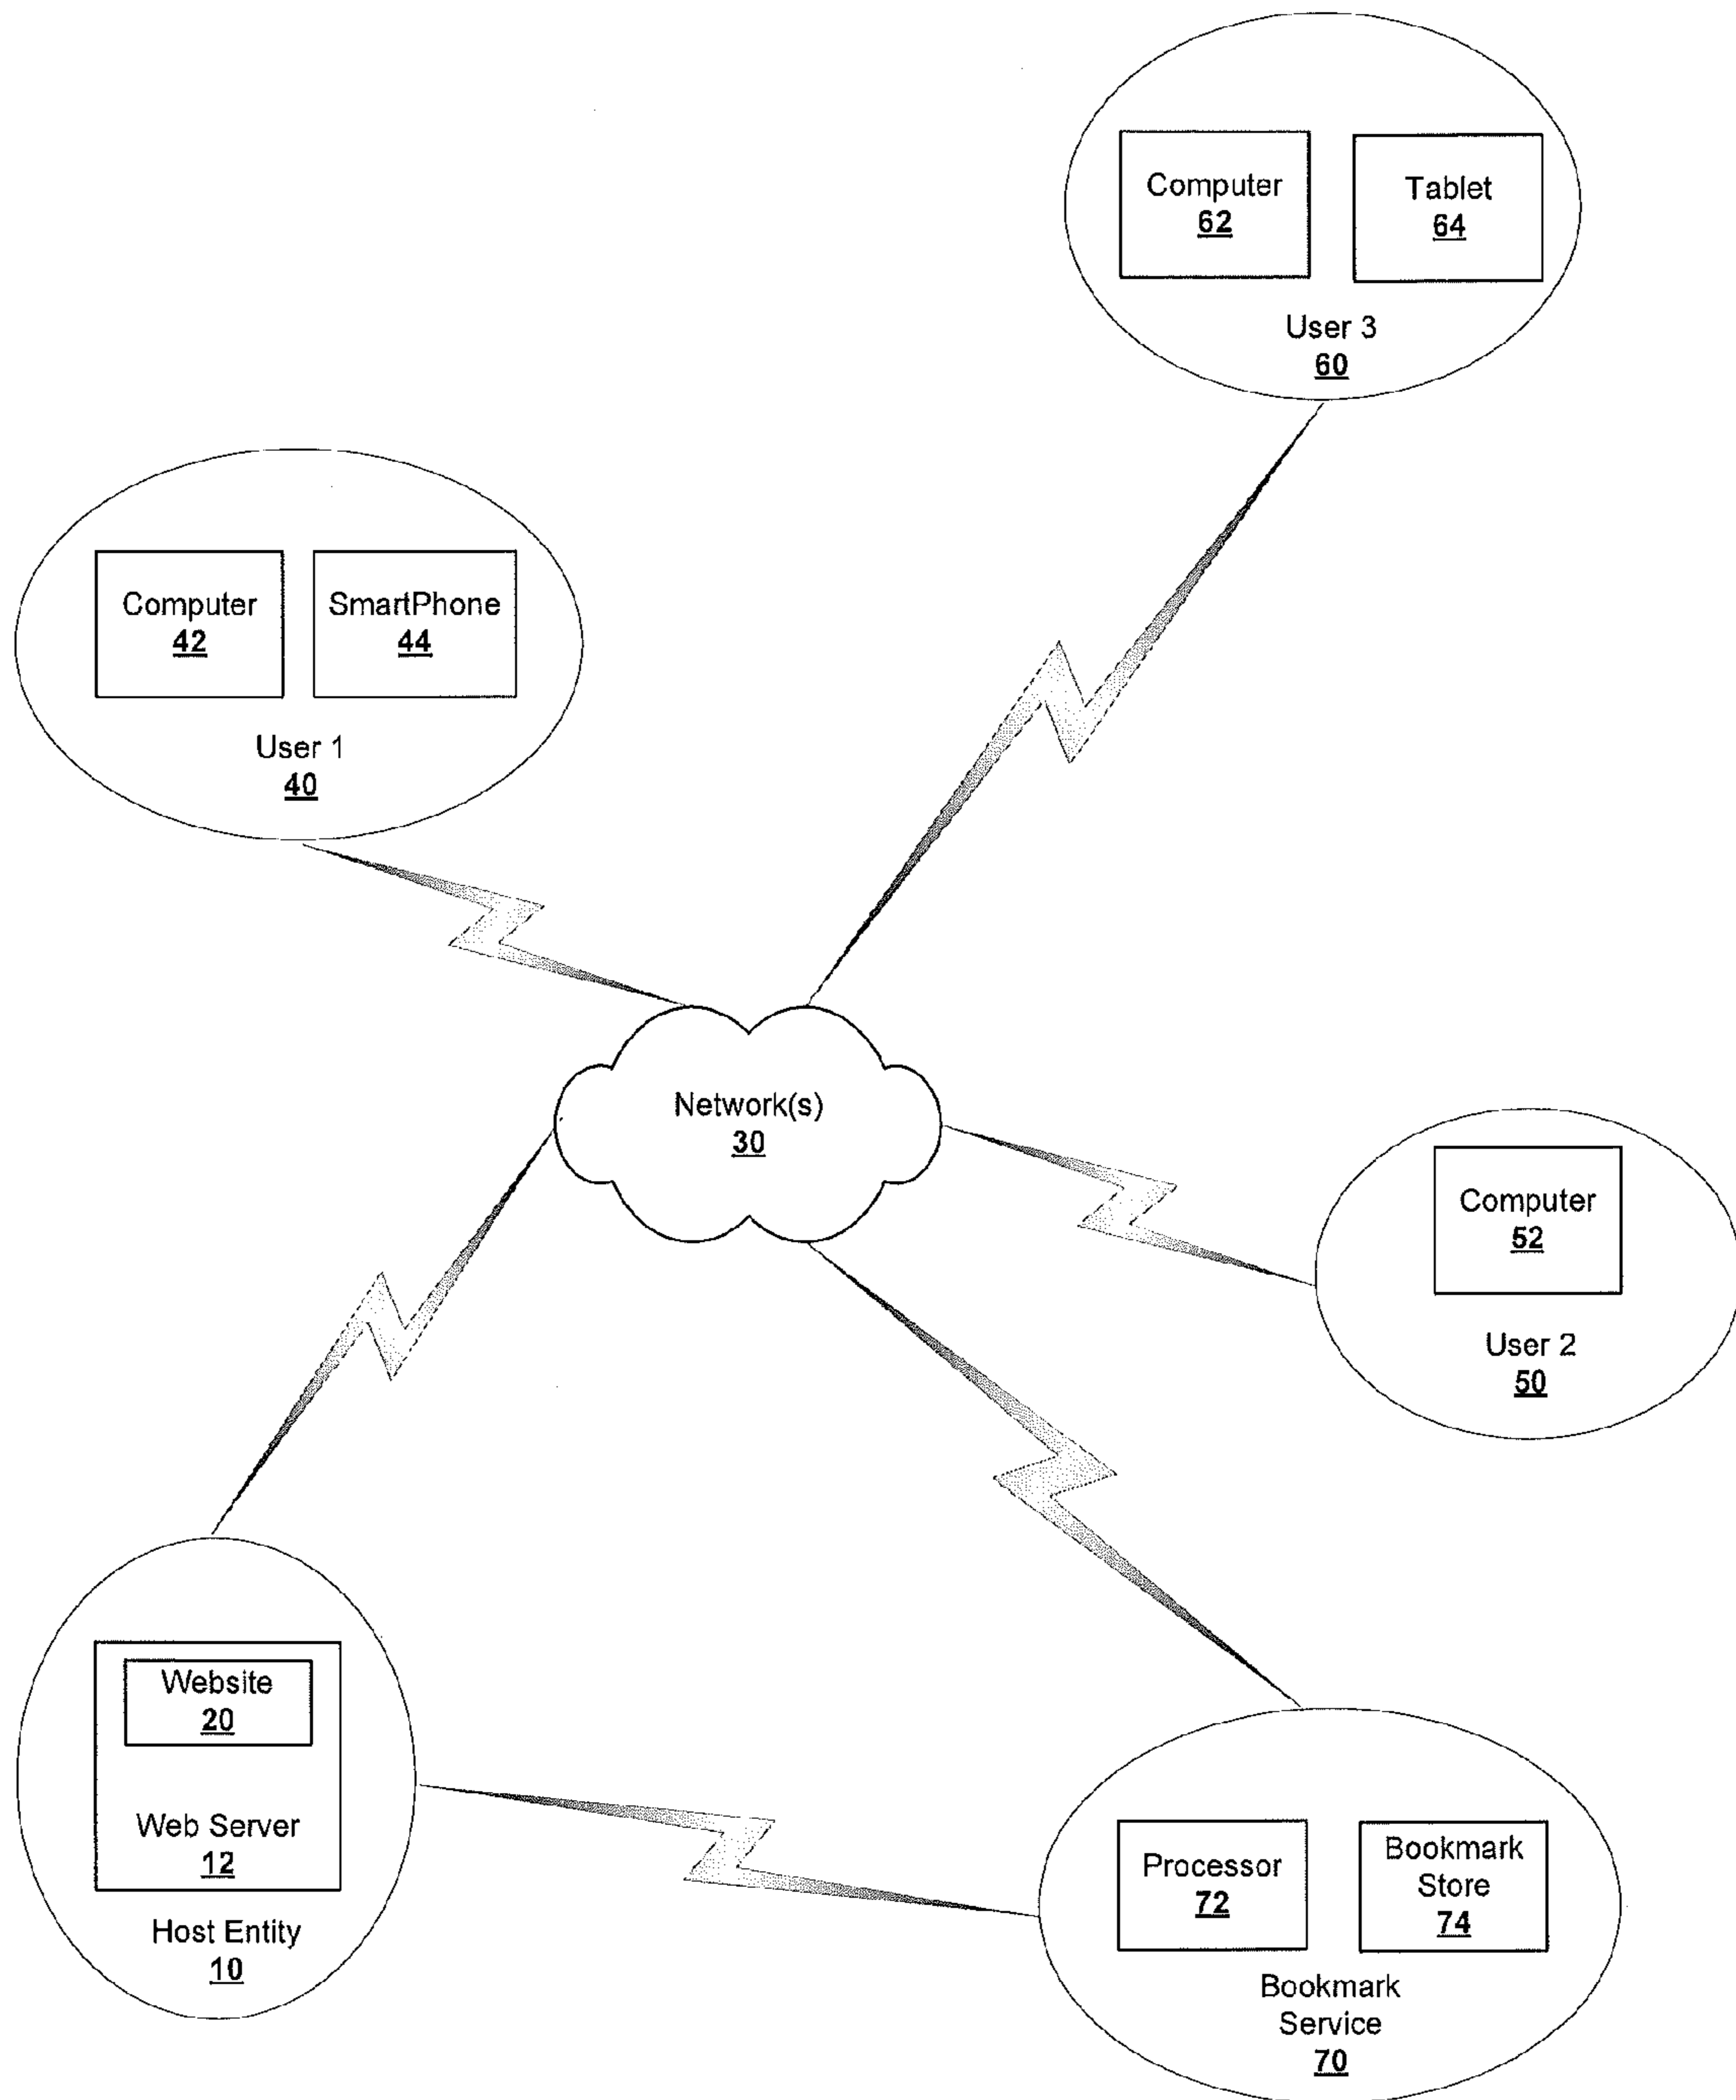 Computer
62
Tablet
64
User 3
60
Computer
42
SmartPhone
44
User 1
40
Network(s)
30
Computer
52
User 2
50
Website
20
Web Server
12
Host Entity
10
Processor
72
Bookmark
Store
74
Bookmark
Service
70